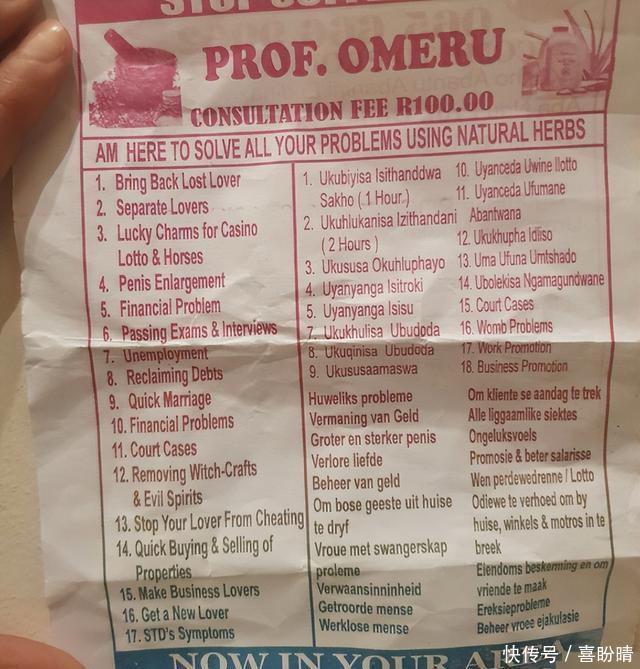 PROF. OMERU
CONSULTATION FEE R100.00
AM HERE TO SOLVE ALL YOUR PROBLEMS USING NATURAL HERBS
1. Bring Back Lost Lover
2. Separate Lovers
3. Lucky Charms for Casino
Lotto & Horses
4. Penis Enlargement
5. Financial Problem
6. Passing Exams & Interviews
7. Unemployment
8. Reclaiming Debts
9. Quick Marriage
10. Financial Problems
11. Court Cases
12. Removing Witch-Crafts
& Evil Spirits
13. Stop Your Lover From Cheating
14. Quick Buying & Selling of
Properties
15. Make Business Lovers
16. Get a New Lover
17. STD's Symptoms
1. Ukubiyisa Isithanddwa
Sakho ( 1 Hour )
2. Ukuhlukanisa Izithandani
( 2 Hours )
3. Ukususa Okuhluphayo
4. Uyanyanga Isitroki
5. Uyanyanga Isisu
7. Ukukhulisa Ubudoda
8. Ukuqinisa Ubudoda
9. Ukususaamaswa
10. Uyanceda Uwine llotto
11. Uyanceda Ufumane
Abantwana
12. Ukukhupha Idliso
13. Uma Ufuna Umtshado
14. Ubolekisa Ngamagundwane
15. Court Cases
16. Womb Problems
17. Work Promotion
18. Business Promotion
Huweliks probleme
Vermaning van Geld
Groter en sterker penis
Verlore liefde
Beheer van geld
Om bose geeste uit huise
te dryf
Vroue met swangerskap
proleme
Verwaansinninheid
Getroorde mense
Werklose mense
Om kliente se aandag te trek
Alle liggaamlike siektes
Ongeluksvoels
Promosie & beter salarisse
Wen perdewedrenne / Lotto
Odiewe te verhoed om by
huise, winkels & motros in te
breek
Eiendoms beskerming en om
vriende te maak
Ereksieprobleme
Beheer vroee ejakulasie
NOW IN YOUR AREA
快传号 / 喜盼晴